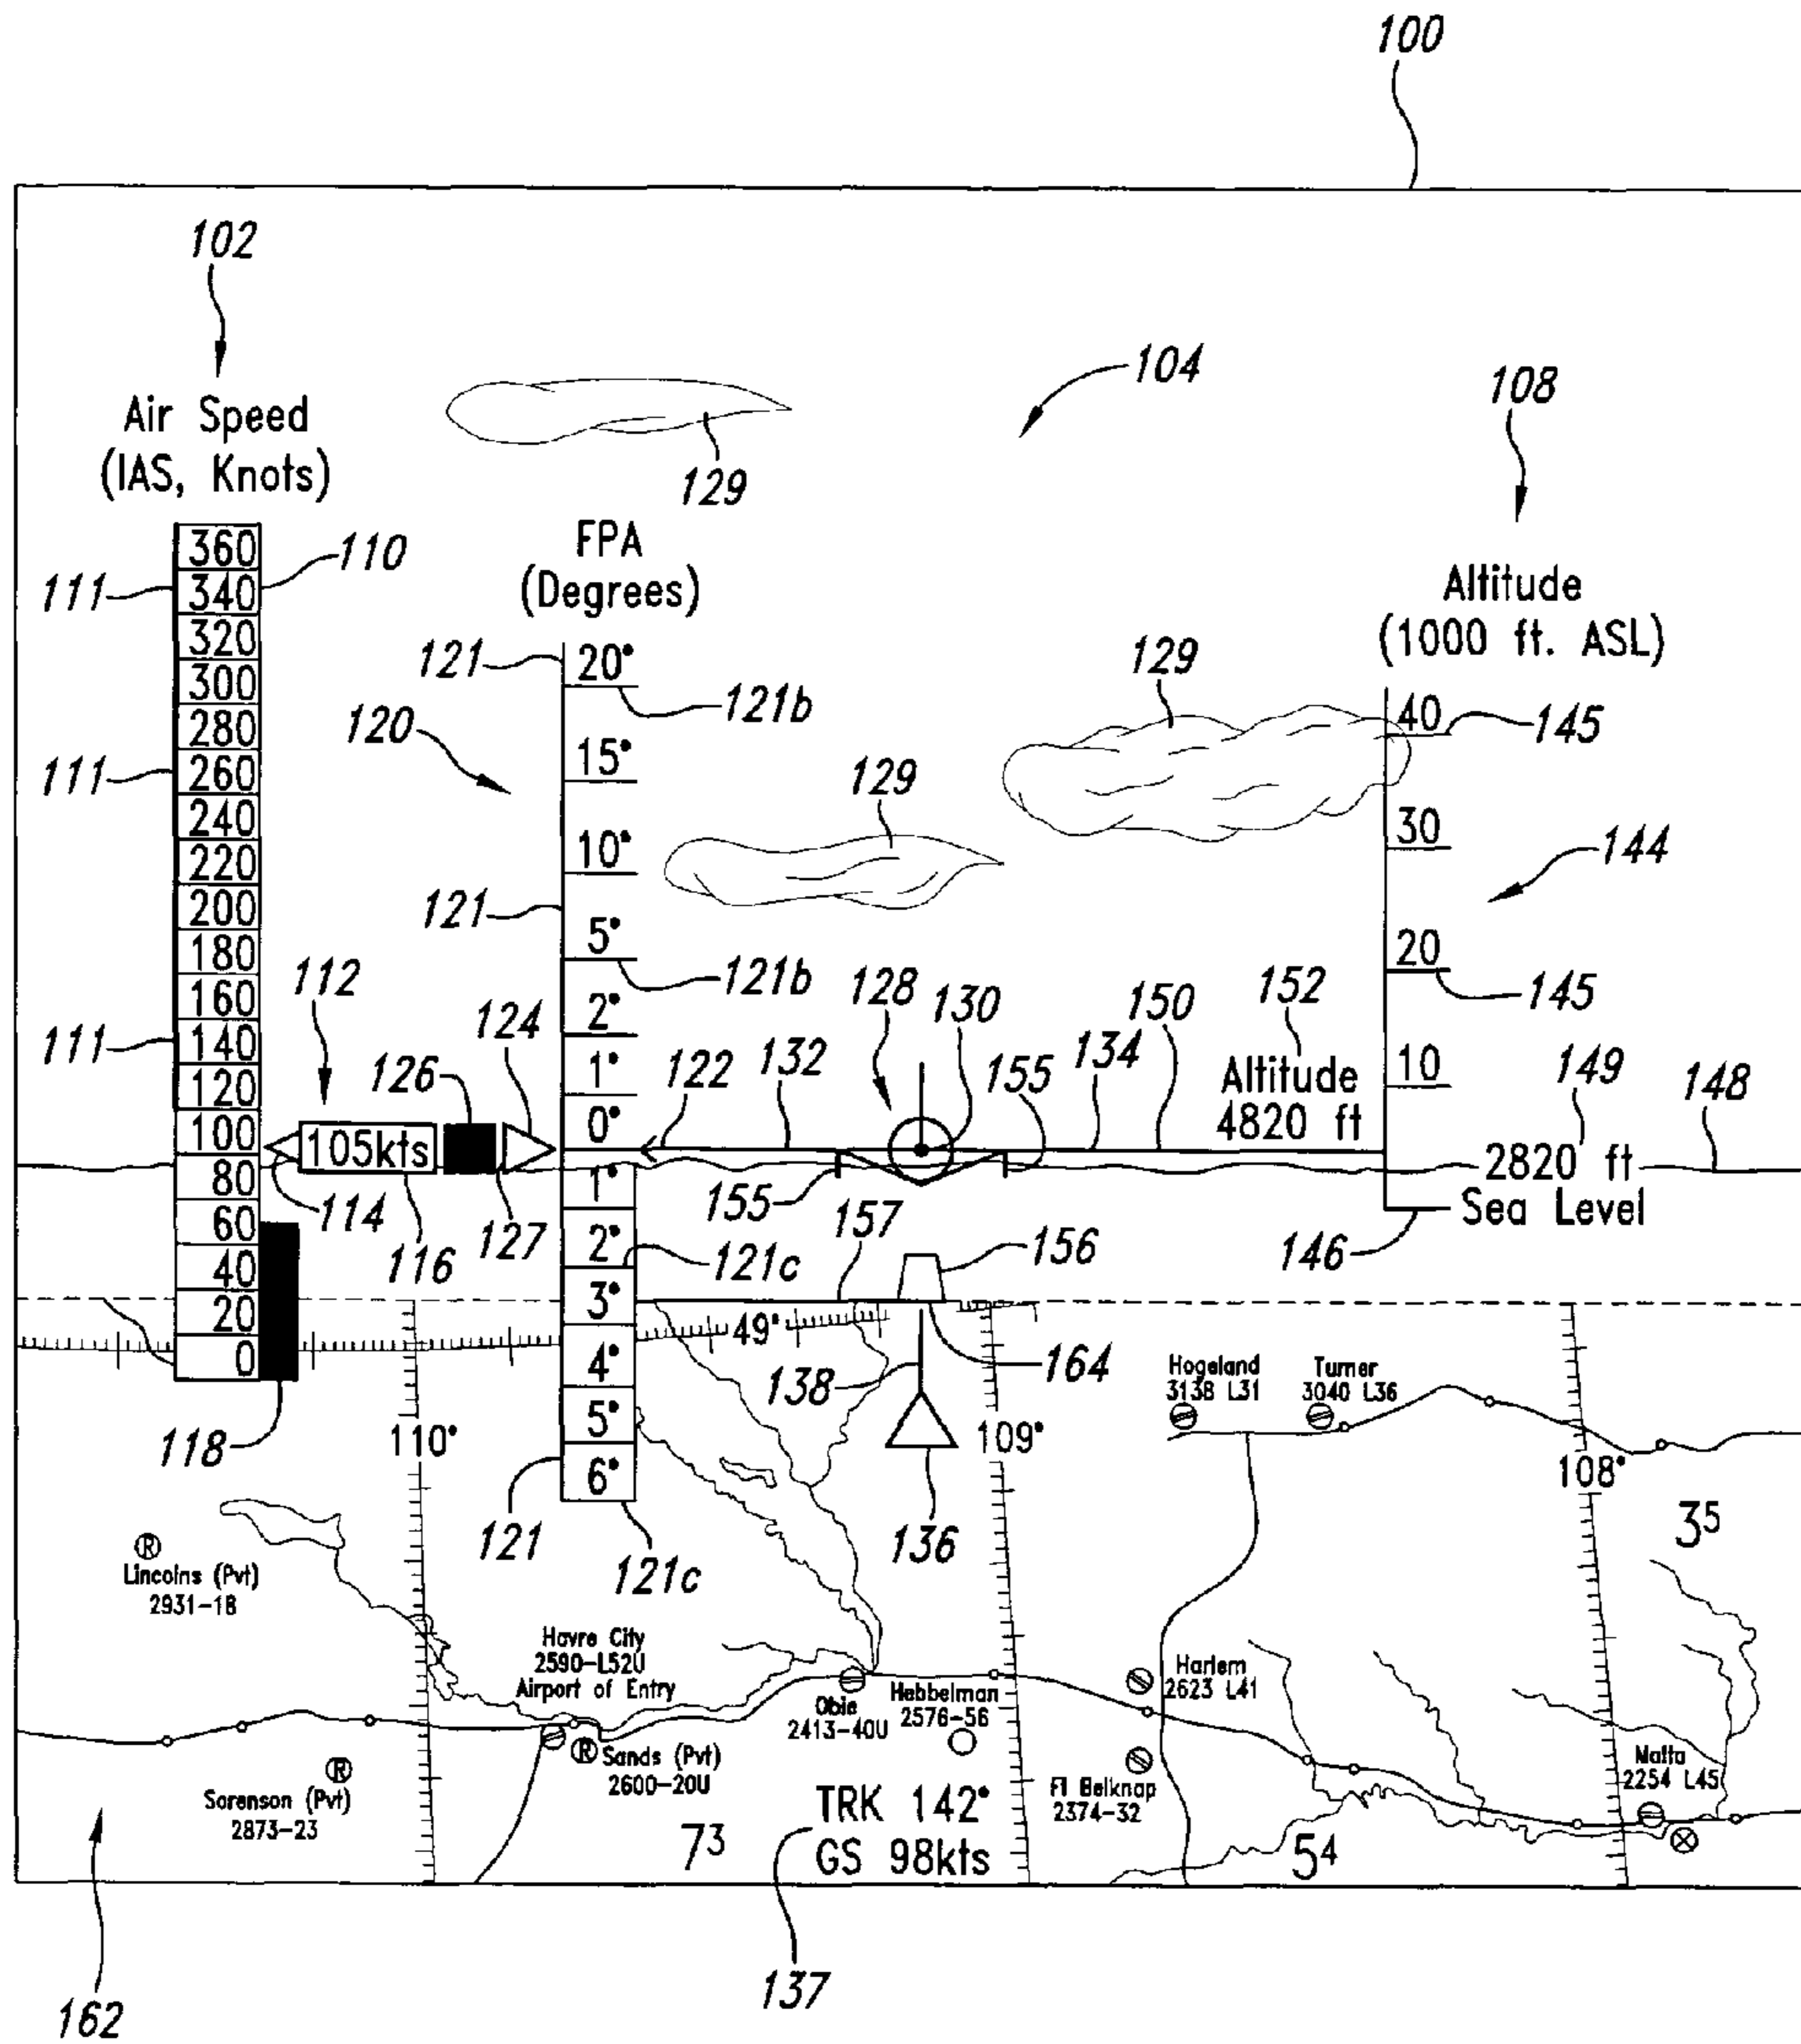 100
102
104
108
Air Speed
(IAS, Knots)
129
FPA
(Degrees)
Altitude
(1000 ft. ASL)
360
340
320
300
280
260
240
220
200
180
160
140
120
100
80
60
40
20
0
110
111
111
111
112
105kts
114
116
118
126
127
124
120
121
121
121
20°
15°
10°
5°
2°
1°
0°
1°
2°
3°
4°
5°
6°
121b
121b
121c
121c
129
129
122
132
128
130
155
155
134
150
152
Altitude
4820 ft
40
30
20
10
145
145
144
149
148
2820 ft
Sea Level
146
157
156
164
138
136
49°
110°
109°
108°
Hogeland
3138 L31
Turner
3040 L36
3⁵
Lincolns (Pvt)
2931-18
Havre City
2590-L52U
Airport of Entry
Obie
2413-40U
Hebbelman
2576-56
Harlem
2623 L41
Sands (Pvt)
2600-20U
Sorenson (Pvt)
2873-23
Fl Belknap
2374-32
Malta
2254 L45
R
R
R
TRK 142°
GS 98kts
7³
5⁴
137
162